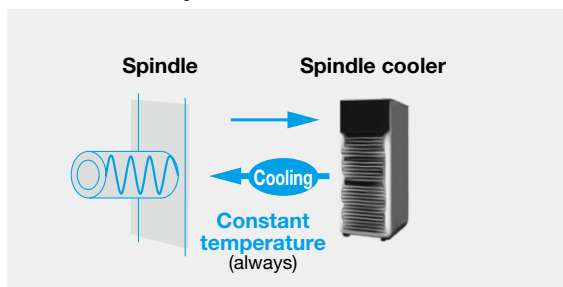 Spindle
Spindle cooler
Cooling
Constant
temperature
(always)